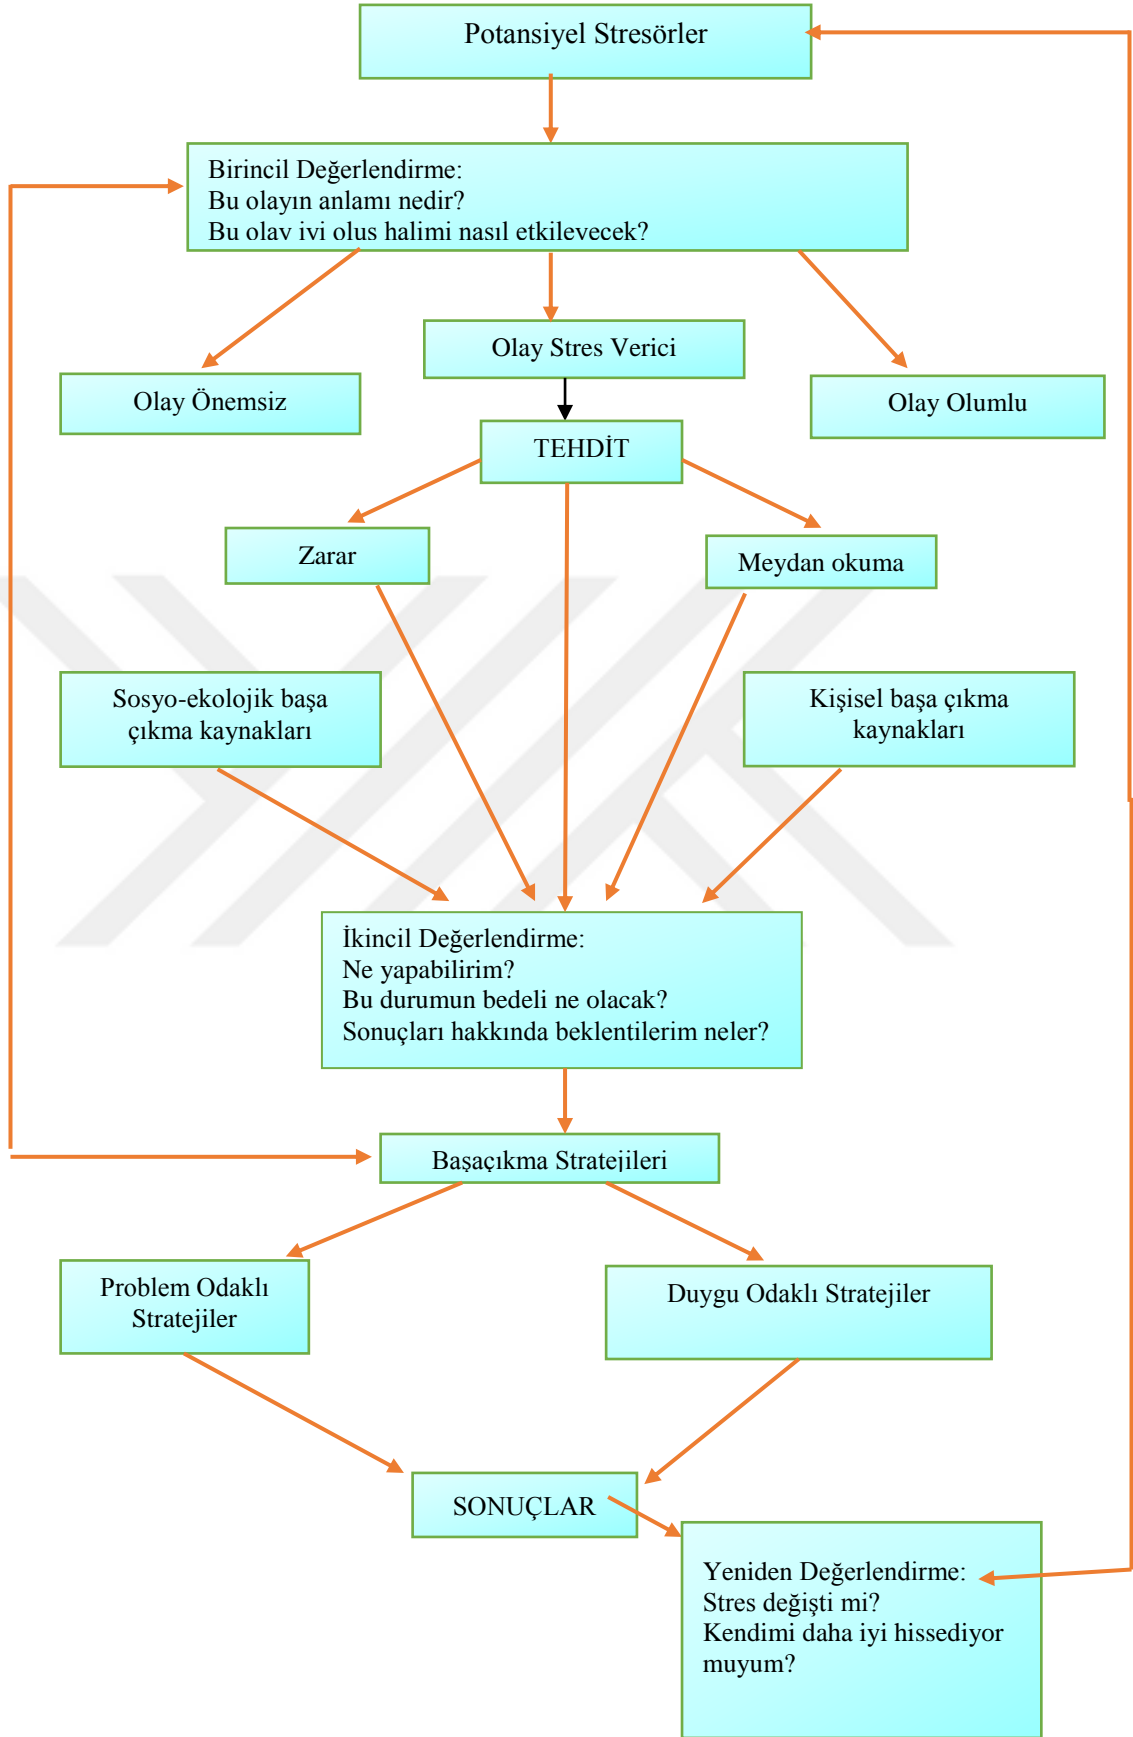 Potansiyel Stresörler
Birincil Değerlendirme:
Bu olayın anlamı nedir?
Bu olay iyi oluş halimi nasıl etkileyecek?
Olay Stres Verici
Olay Önemsiz
Olay Olumlu
TEHDİT
Zarar
Meydan okuma
Sosyo-ekolojik başa
çıkma kaynakları
Kişisel başa çıkma
kaynakları
İkincil Değerlendirme:
Ne yapabilirim?
Bu durumun bedeli ne olacak?
Sonuçları hakkında beklentilerim neler?
Başaçıkma Stratejileri
Problem Odaklı
Stratejiler
Duygu Odaklı Stratejiler
SONUÇLAR
Yeniden Değerlendirme:
Stres değişti mi?
Kendimi daha iyi hissediyor
muyum?